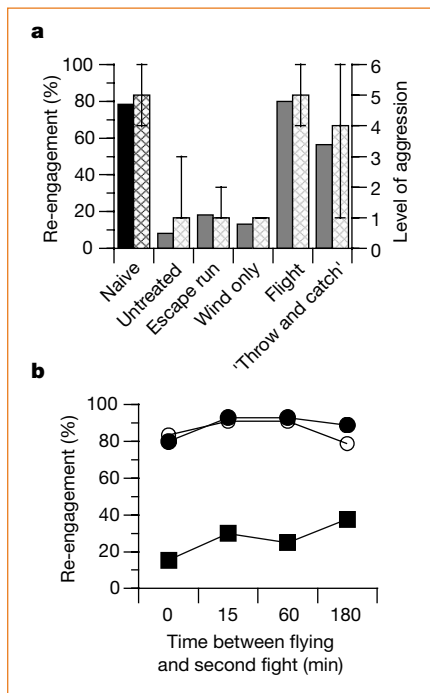 a
Re-engagement (%)
100
80
60
40
20
0
Level of aggression
6
5
4
3
2
1
0
Naive
Untreated
Escape run
Wind only
Flight
'Throw and catch'
b
Re-engagement (%)
100
80
60
40
20
0
0 15 60 180
Time between flying
and second fight (min)